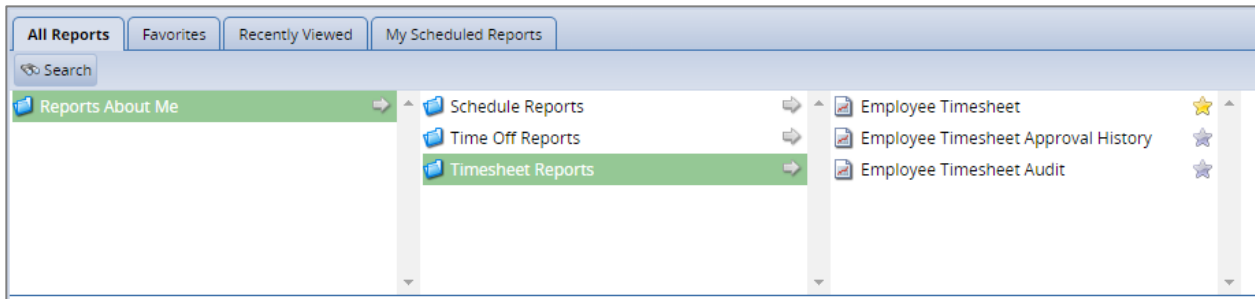 All Reports Favorites Recently Viewed My Scheduled Reports
Search
Reports About Me
Schedule Reports
Time Off Reports
Timesheet Reports
Employee Timesheet
Employee Timesheet Approval History
Employee Timesheet Audit